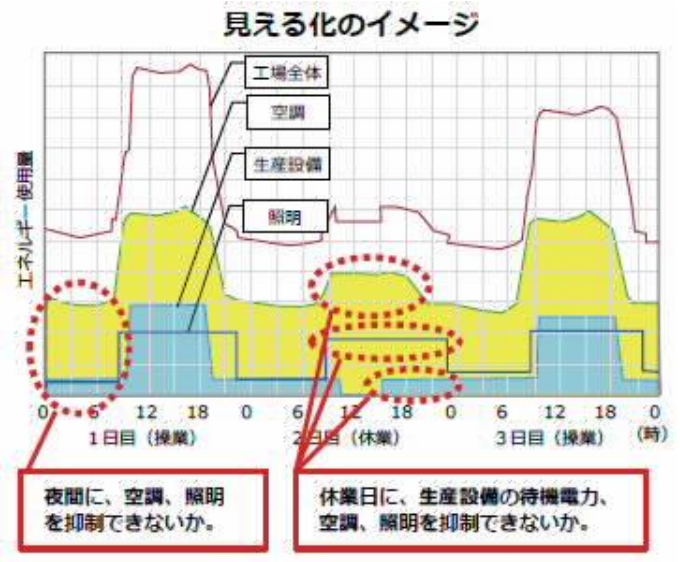 見える化のイメージ
工場全体
空調
生産設備
照明
エネルギー使用量
0 6 12 18 0 6 12 18 0 6 12 18 0
1日目（操業） 2日目（休業） 3日目（操業） (時)
夜間に、空調、照明
を抑制できないか。
休業日に、生産設備の待機電力、
空調、照明を抑制できないか。